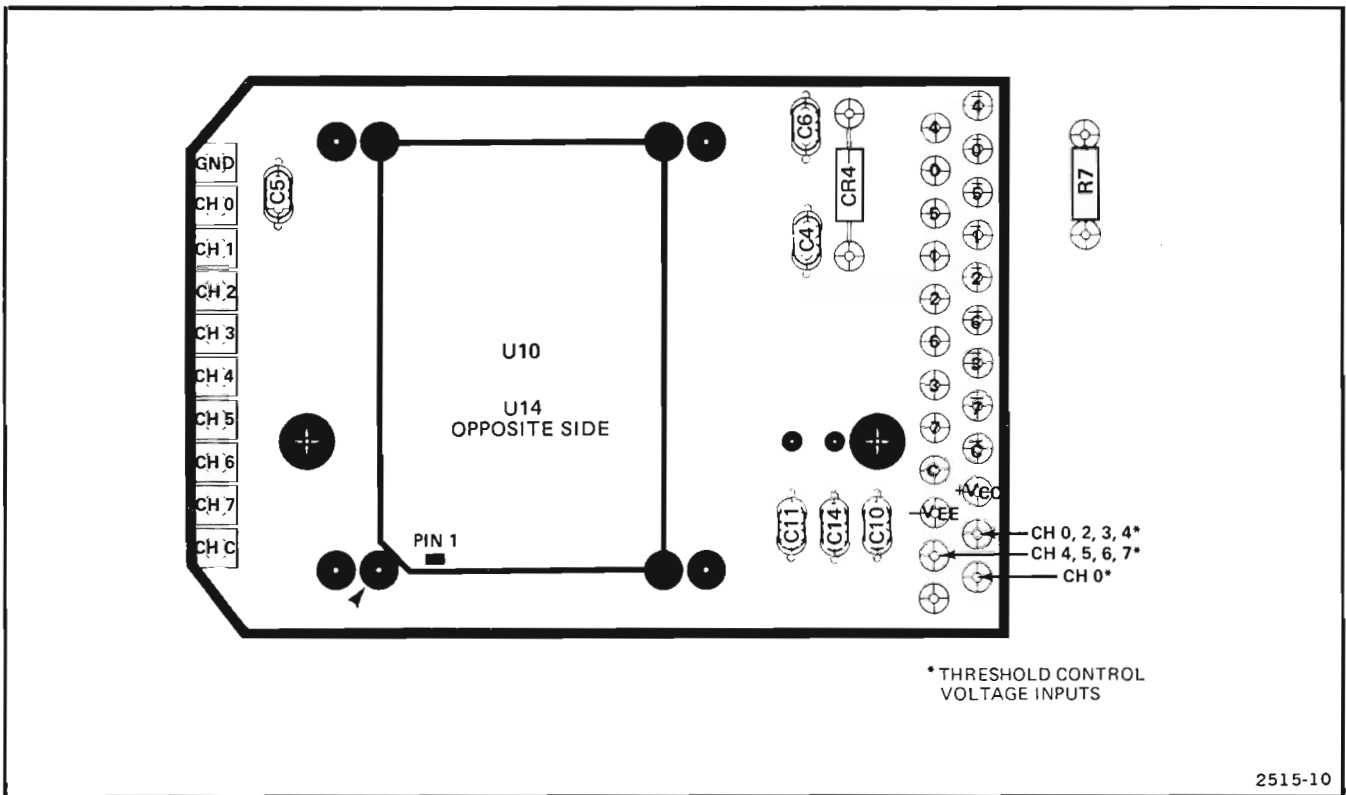 GND
CH 0
CH 1
CH 2
CH 3
CH 4
CH 5
CH 6
CH 7
CH C
C5
U10
U14
OPPOSITE SIDE
PIN 1
C6
C4
CR4
C11
C14
C10
4
0
5
1
2
6
3
7
C
-VEE
4̅
0̅
5̅
1̅
2̅
6̅
3̅
7̅
C̅
+VCC
R7
CH 0, 2, 3, 4*
CH 4, 5, 6, 7*
CH 0*
* THRESHOLD CONTROL
VOLTAGE INPUTS
2515-10